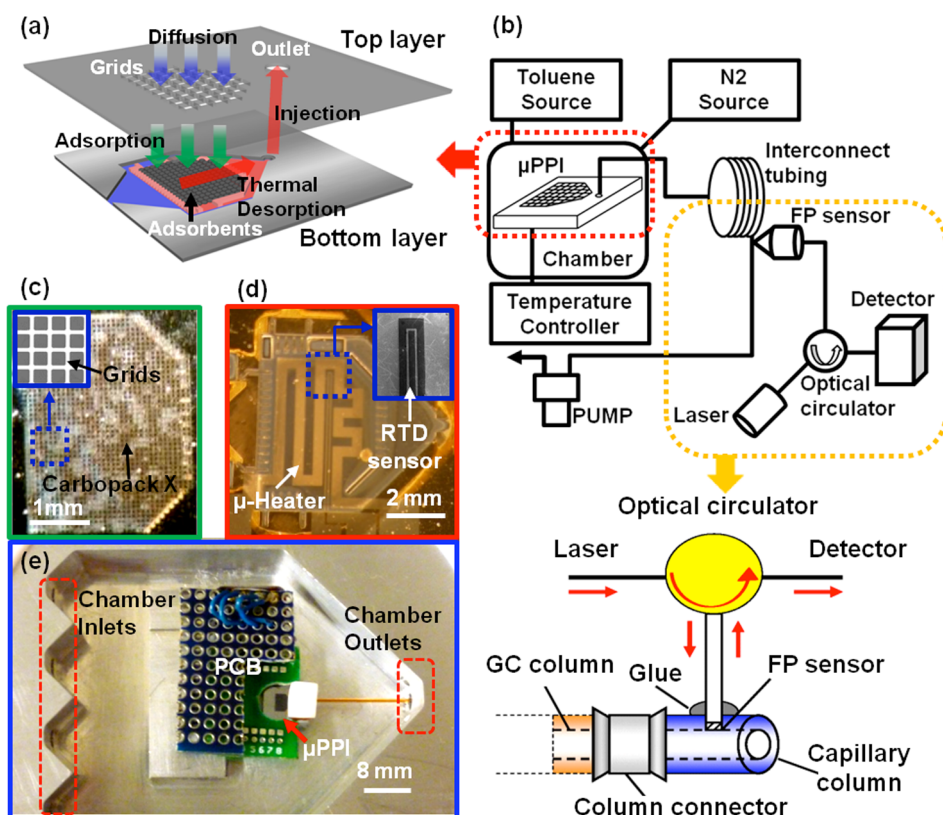 (a)
Diffusion
Top layer
Outlet
Grids
Injection
Adsorption
Thermal
Desorption
Adsorbents
Bottom layer
(b)
Toluene
Source
N2
Source
µPPI
Interconnect
tubing
FP sensor
Chamber
Temperature
Controller
Detector
Optical
circulator
PUMP
Laser
(c)
Grids
Carbopack X
1mm
(d)
RTD
sensor
µ-Heater
2 mm
Optical circulator
Laser
Detector
GC column
Glue
FP sensor
Capillary
column
Column connector
(e)
Chamber
Inlets
Chamber
Outlets
PCB
µPPI
5678
8 mm